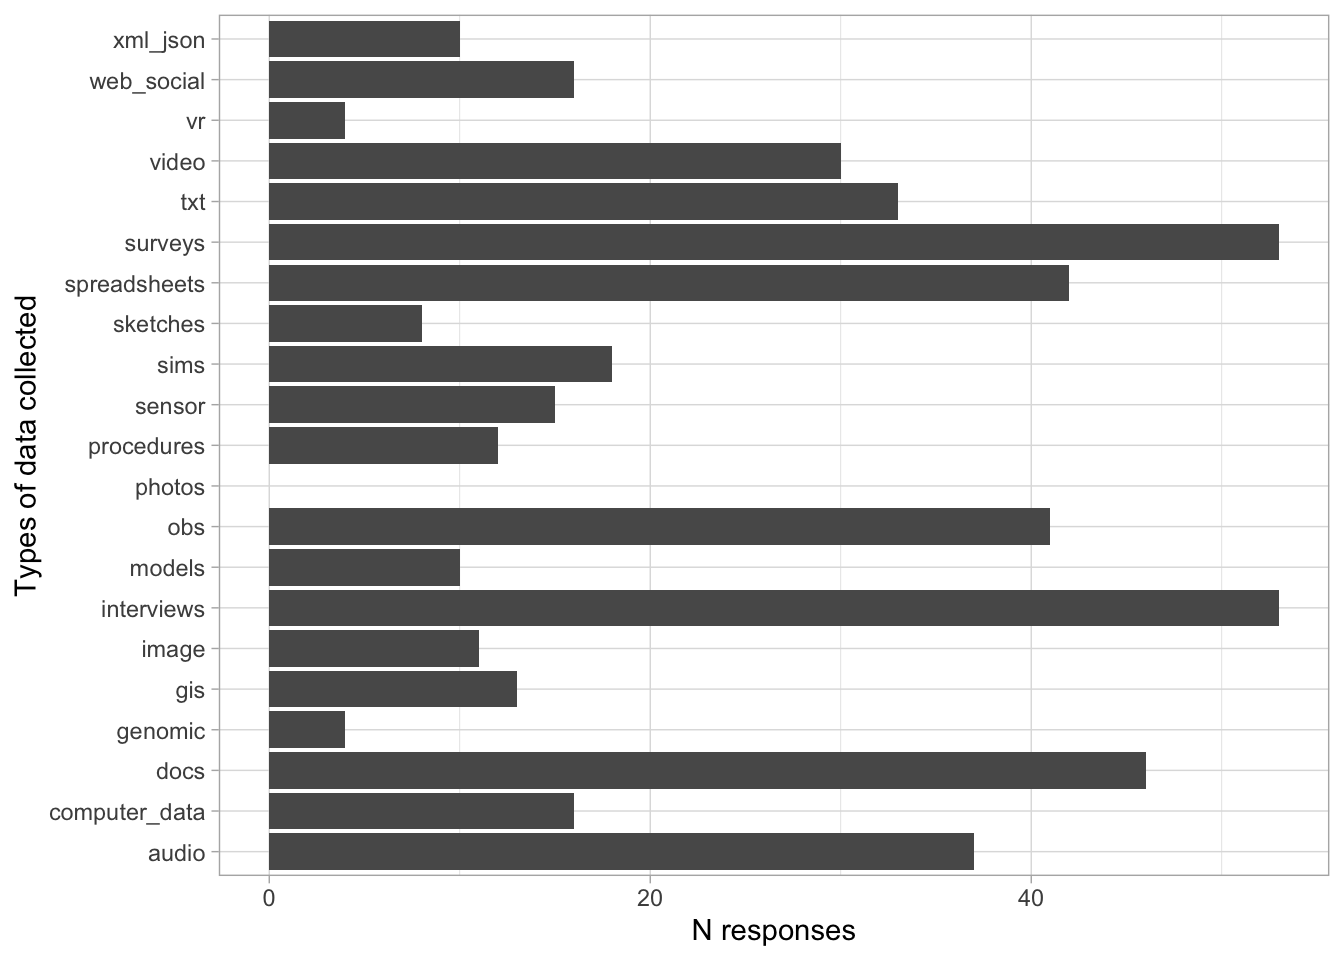 Types of data collected
xml_json
web_social
vr
video
txt
surveys
spreadsheets
sketches
sims
sensor
procedures
photos
obs
models
interviews
image
gis
genomic
docs
computer_data
audio
0 20 40
N responses